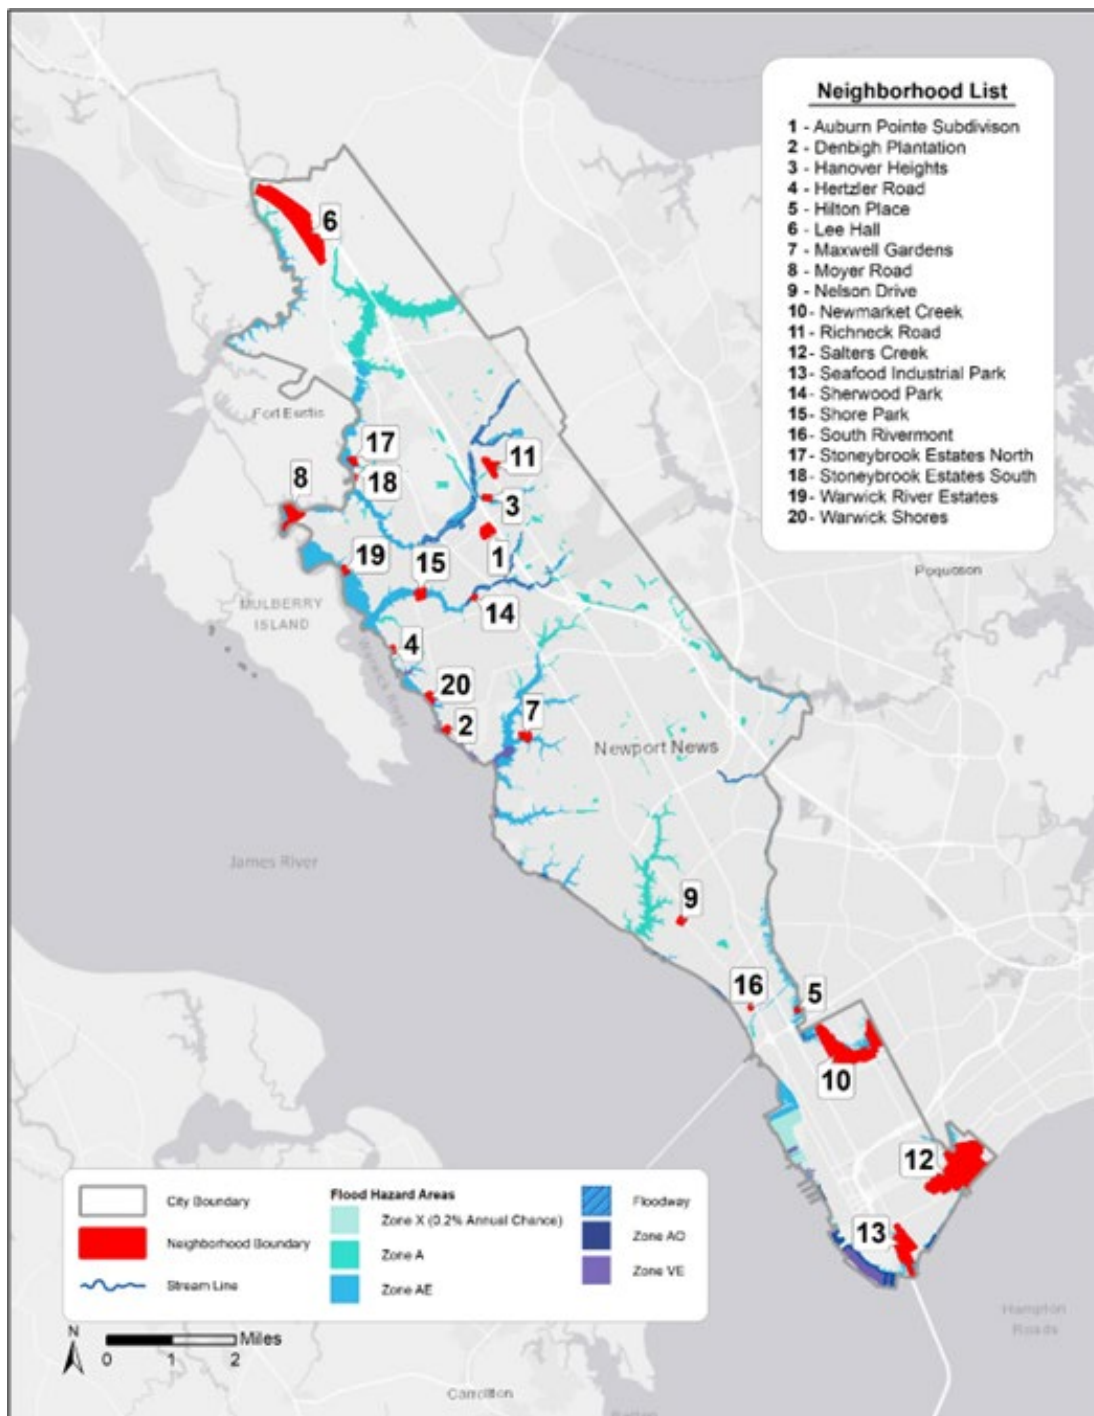 Neighborhood List
1 - Auburn Pointe Subdivison
2 - Denbigh Plantation
3 - Hanover Heights
4 - Hertzler Road
5 - Hilton Place
6 - Lee Hall
7 - Maxwell Gardens
8 - Moyer Road
9 - Nelson Drive
10 - Newmarket Creek
11 - Richneck Road
12 - Salters Creek
13 - Seafood Industrial Park
14 - Sherwood Park
15 - Shore Park
16 - South Rivermont
17 - Stoneybrook Estates North
18 - Stoneybrook Estates South
19 - Warwick River Estates
20 - Warwick Shores
6
Fort Eustis
17
11
18
8
3
19
15
1
Poquoson
MULBERRY
ISLAND
14
4
20
7
2
Newport News
James River
9
16
5
10
12
13
City Boundary
Neighborhood Boundary
Stream Line
Flood Hazard Areas
Zone X (0.2% Annual Chance)
Zone A
Zone AE
Floodway
Zone AO
Zone VE
Hampton
Roads
N
Miles
0 1 2
Carrollton